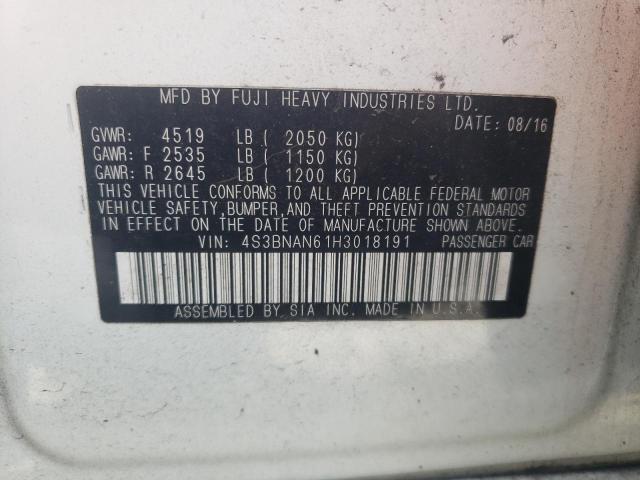 MFD BY FUJI HEAVY INDUSTRIES LTD.
DATE: 08/16
GVWR: 4519 LB ( 2050 KG)
GAWR: F 2535 LB ( 1150 KG)
GAWR: R 2645 LB ( 1200 KG)
THIS VEHICLE CONFORMS TO ALL APPLICABLE FEDERAL MOTOR
VEHICLE SAFETY, BUMPER, AND THEFT PREVENTION STANDARDS
IN EFFECT ON THE DATE OF MANUFACTURE SHOWN ABOVE.
VIN: 4S3BNAN61H3018191 PASSENGER CAR
ASSEMBLED BY SIA INC. MADE IN U.S.A.